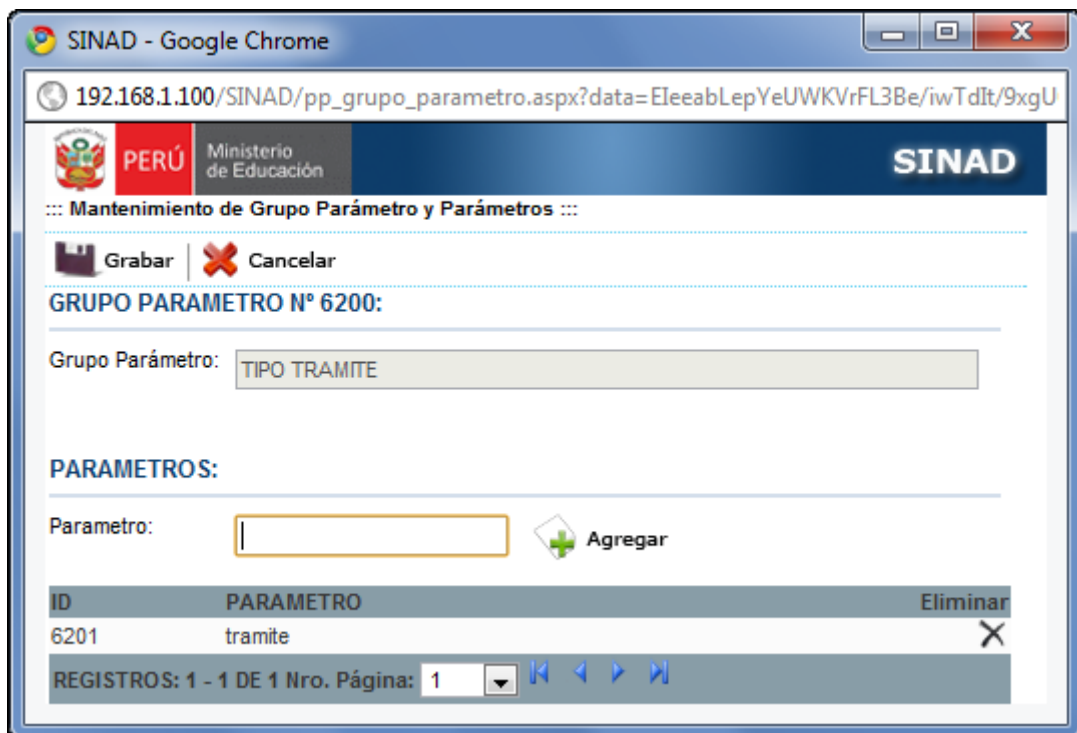 SINAD - Google Chrome
192.168.1.100/SINAD/pp_grupo_parametro.aspx?data=EIeeabLepYeUWKVrFL3Be/iwTdIt/9xgU
PERÚ Ministerio de Educación SINAD
::: Mantenimiento de Grupo Parámetro y Parámetros :::
Grabar Cancelar
GRUPO PARAMETRO Nº 6200:
Grupo Parámetro: TIPO TRAMITE
PARAMETROS:
Parametro: Agregar
ID PARAMETRO Eliminar
6201 tramite
REGISTROS: 1 - 1 DE 1 Nro. Página: 1